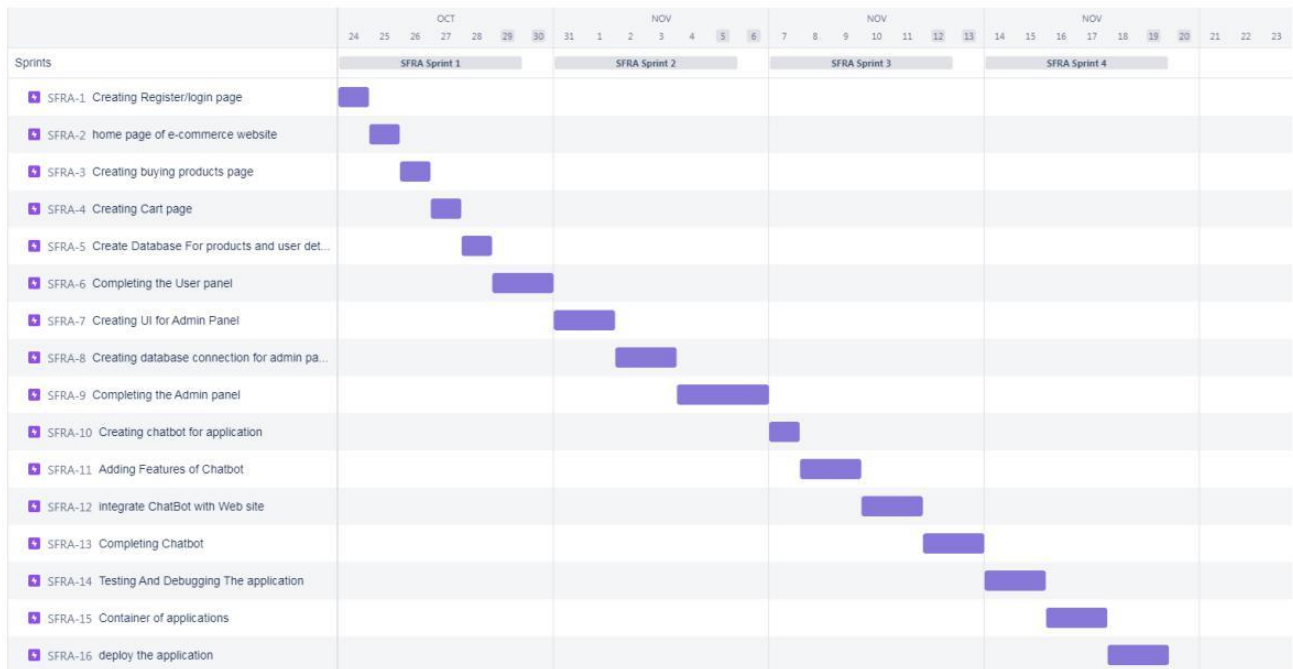 OCT NOV NOV NOV
24 25 26 27 28 29 30 31 1 2 3 4 5 6 7 8 9 10 11 12 13 14 15 16 17 18 19 20 21 22 23
Sprints SFRA Sprint 1 SFRA Sprint 2 SFRA Sprint 3 SFRA Sprint 4
SFRA-1 Creating Register/login page
SFRA-2 home page of e-commerce website
SFRA-3 Creating buying products page
SFRA-4 Creating Cart page
SFRA-5 Create Database For products and user det...
SFRA-6 Completing the User panel
SFRA-7 Creating UI for Admin Panel
SFRA-8 Creating database connection for admin pa...
SFRA-9 Completing the Admin panel
SFRA-10 Creating chatbot for application
SFRA-11 Adding Features of Chatbot
SFRA-12 integrate ChatBot with Web site
SFRA-13 Completing Chatbot
SFRA-14 Testing And Debugging The application
SFRA-15 Container of applications
SFRA-16 deploy the application